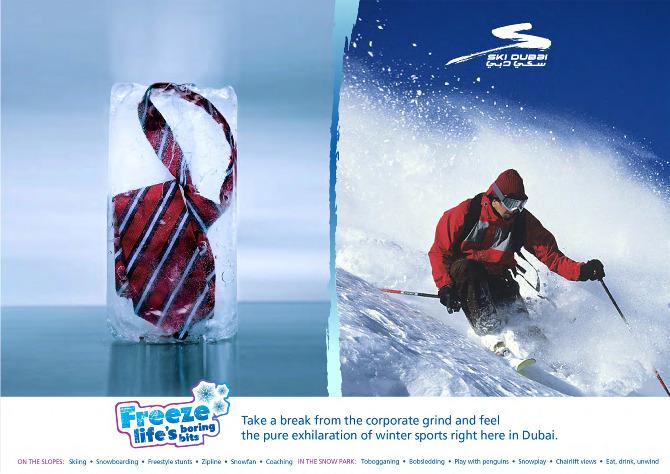 SKI DUBAI
سكي دبي
Freeze
life's boring
bits
Take a break from the corporate grind and feel
the pure exhilaration of winter sports right here in Dubai.
ON THE SLOPES: Skiing • Snowboarding • Freestyle stunts • Zipline • Snowfan • Coaching IN THE SNOW PARK: Tobogganing • Bobsledding • Play with penguins • Snowplay • Chairlift views • Eat, drink, unwind